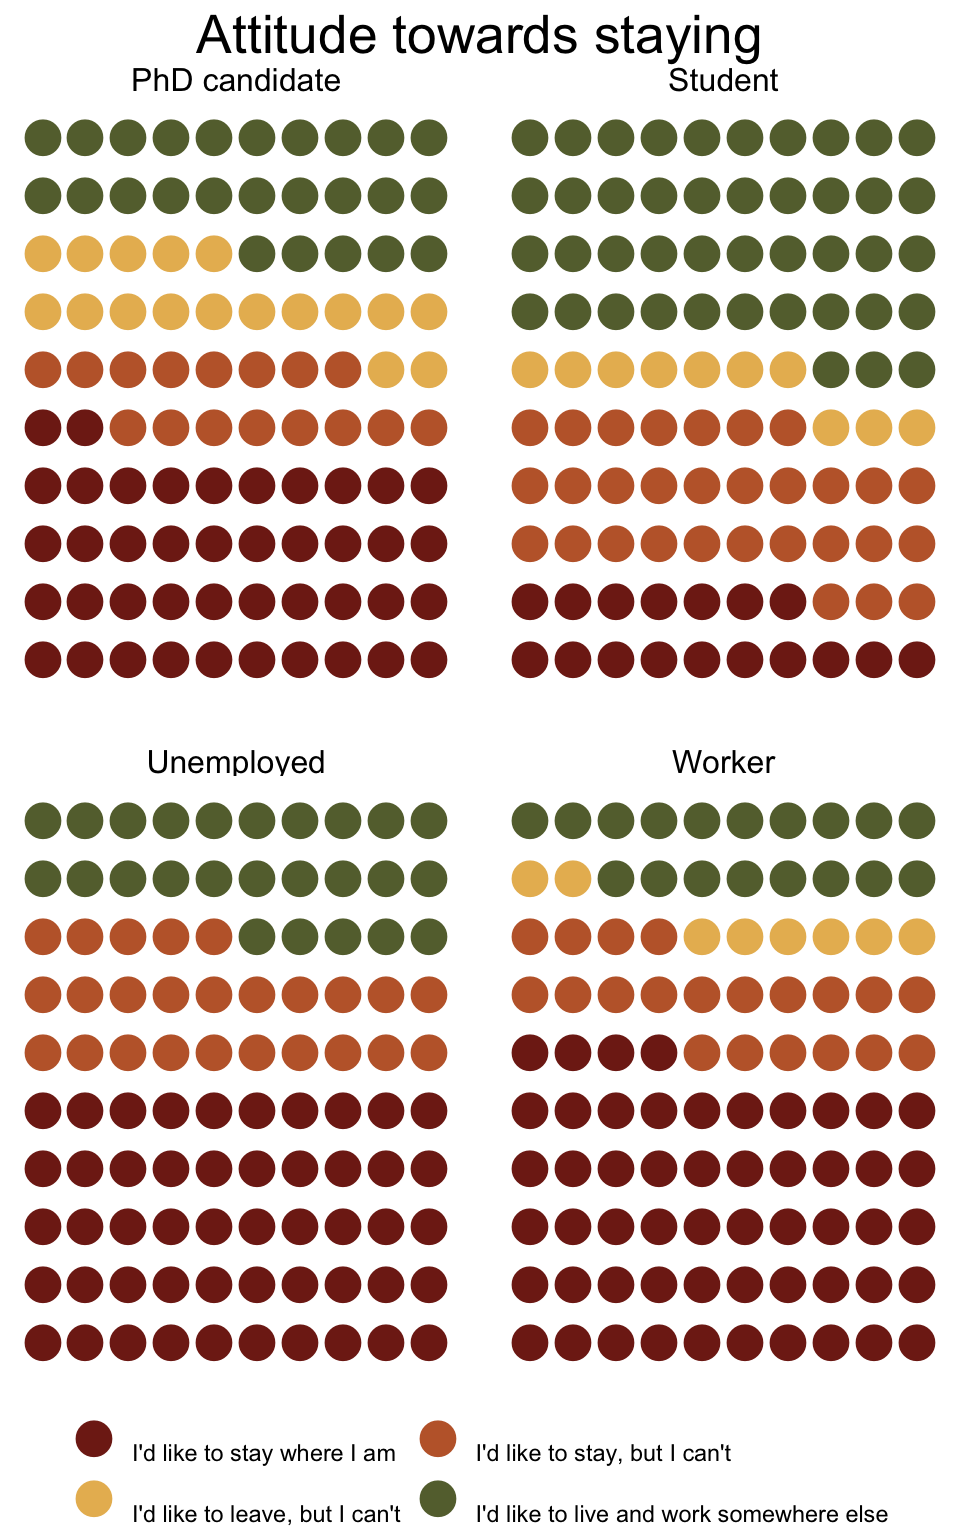 Attitude towards staying
PhD candidate
Student
Unemployed
Worker
I'd like to stay where I am
I'd like to stay, but I can't
I'd like to leave, but I can't
I'd like to live and work somewhere else